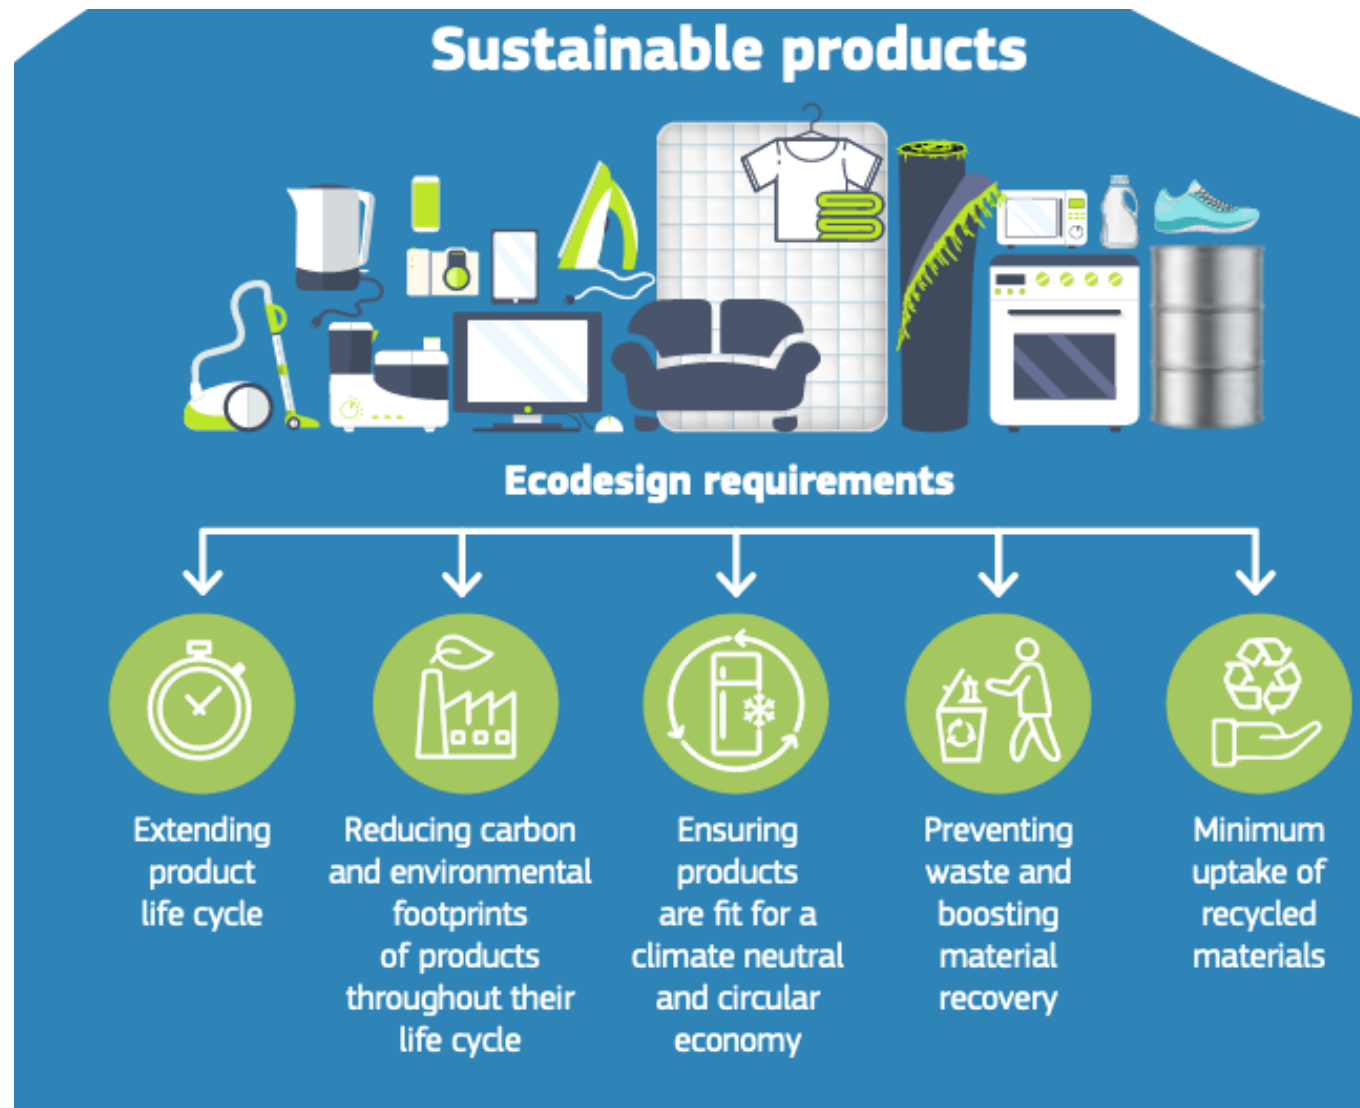 Sustainable products
Ecodesign requirements
Extending
product
life cycle
Reducing carbon
and environmental
footprints
of products
throughout their
life cycle
Ensuring
products
are fit for a
climate neutral
and circular
economy
Preventing
waste and
boosting
material
recovery
Minimum
uptake of
recycled
materials